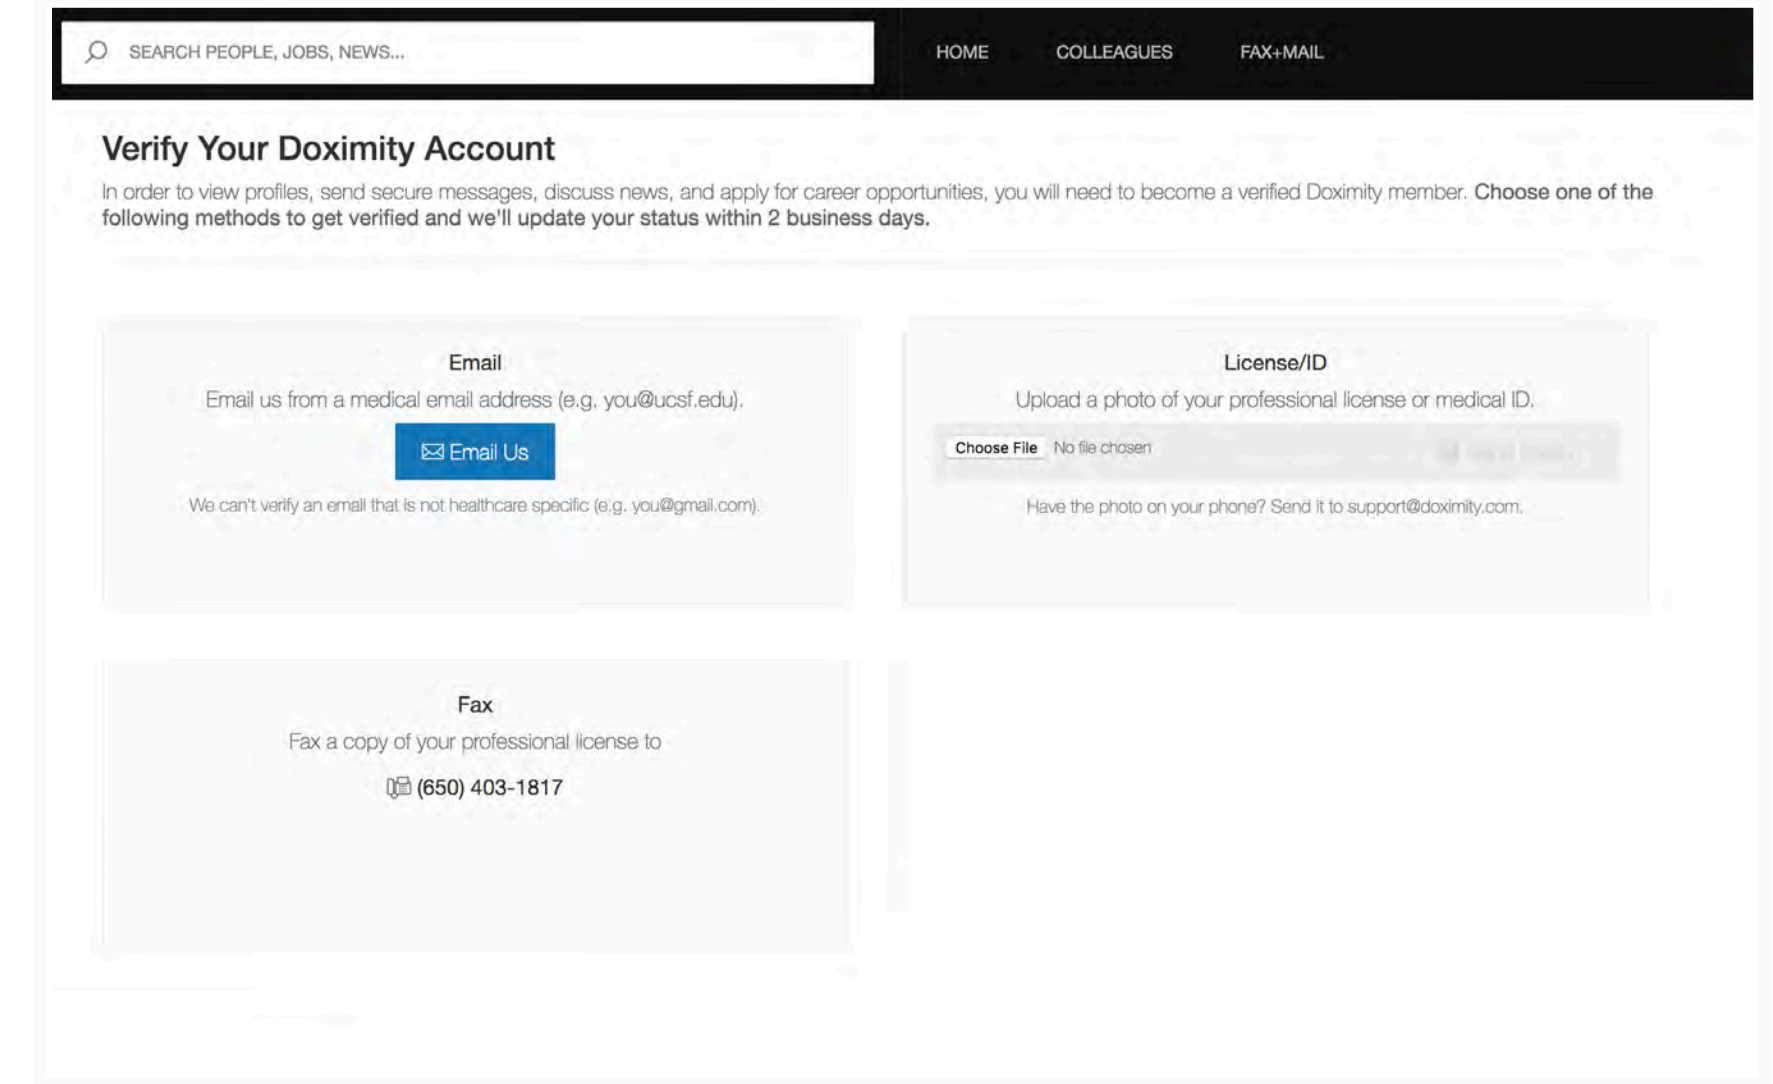 SEARCH PEOPLE, JOBS, NEWS...
HOME
COLLEAGUES
FAX+MAIL
Verify Your Doximity Account
In order to view profiles, send secure messages, discuss news, and apply for career opportunities, you will need to become a verified Doximity member. Choose one of the
following methods to get verified and we'll update your status within 2 business days.
Email
Email us from a medical email address (e.g. you@ucsf.edu).
Email Us
We can't verify an email that is not healthcare specific (e.g. you@gmail.com).
License/ID
Upload a photo of your professional license or medical ID.
Choose File No file chosen
Have the photo on your phone? Send it to support@doximity.com.
Fax
Fax a copy of your professional license to
(650) 403-1817